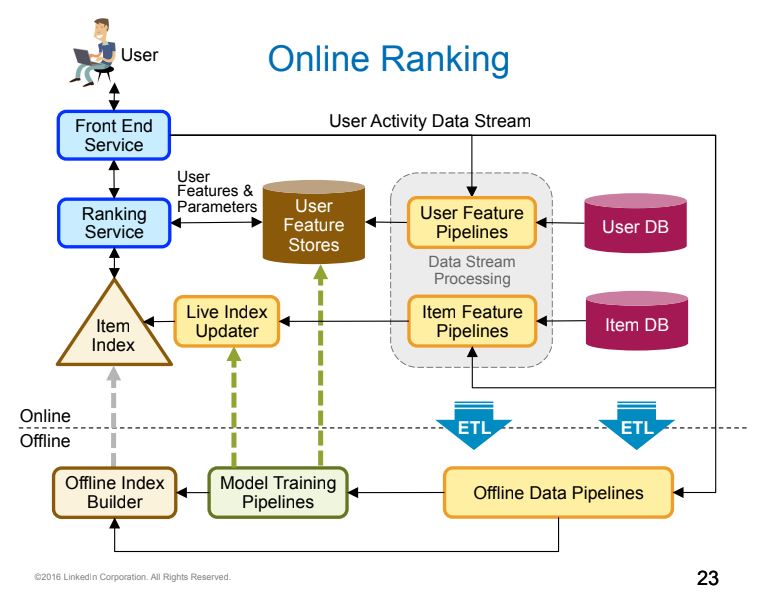 Online Ranking
User
Front End
Service
User Activity Data Stream
User
Features &
Parameters
Ranking
Service
User
Feature
Stores
User Feature
Pipelines
User DB
Data Stream
Processing
Item
Index
Live Index
Updater
Item Feature
Pipelines
Item DB
Online
Offline
ETL
ETL
Offline Index
Builder
Model Training
Pipelines
Offline Data Pipelines
©2016 LinkedIn Corporation. All Rights Reserved.
23